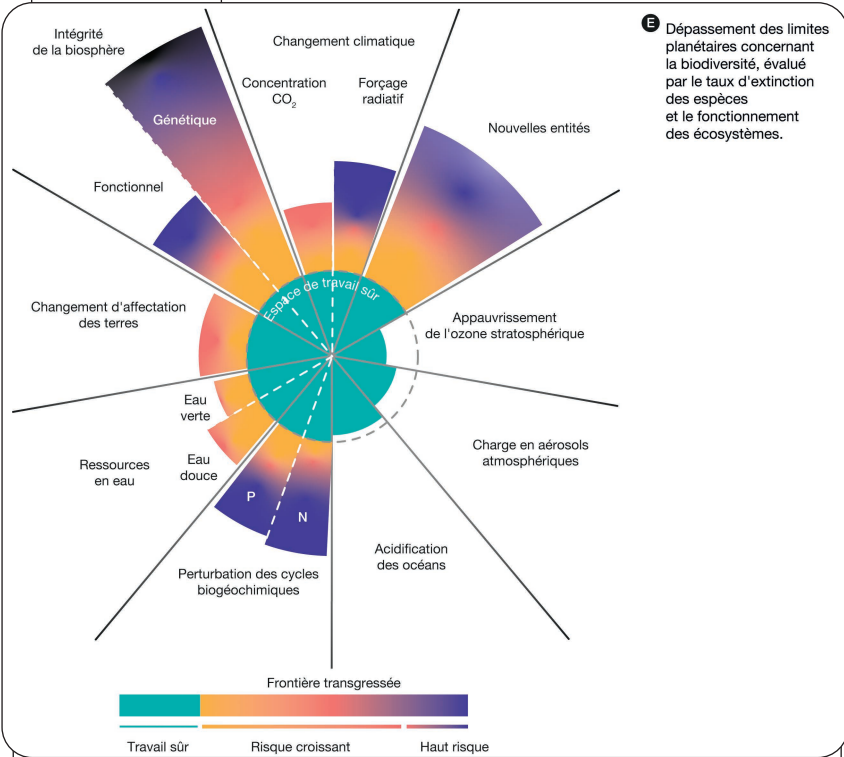 E Dépassement des limites
planétaires concernant
la biodiversité, évalué
par le taux d'extinction
des espèces
et le fonctionnement
des écosystèmes.
Intégrité
de la biosphère
Changement climatique
Concentration
CO₂
Forçage
radiatif
Génétique
Nouvelles entités
Fonctionnel
Espace de travail sûr
Changement d'affectation
des terres
Appauvrissement
de l'ozone stratosphérique
Eau
verte
Charge en aérosols
atmosphériques
Ressources
en eau
Eau
douce
P
N
Acidification
des océans
Perturbation des cycles
biogéochimiques
Frontière transgressée
Travail sûr
Risque croissant
Haut risque